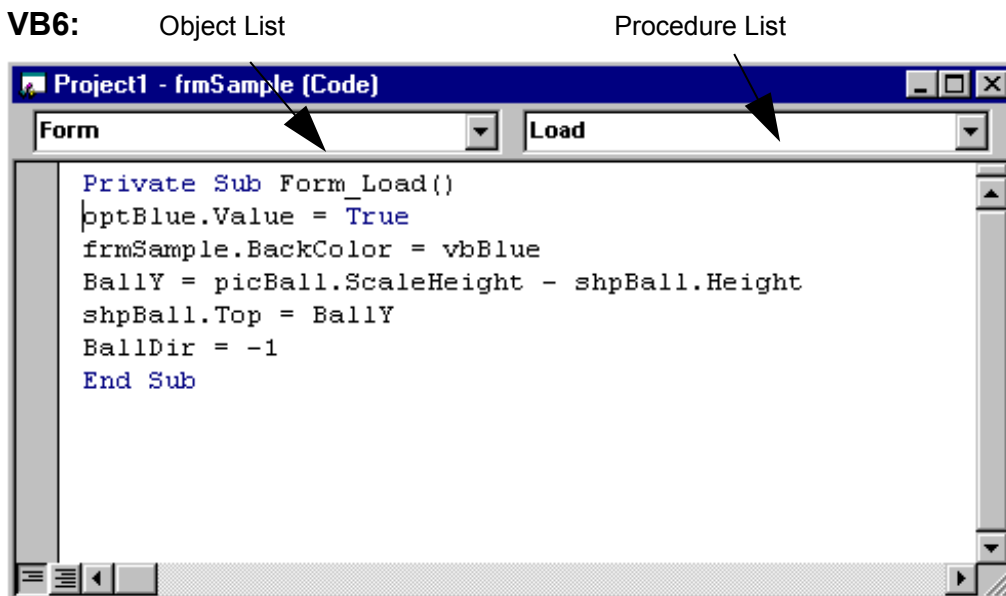 VB6: Object List Procedure List
Project1 - frmSample (Code)
Form Load
Private Sub Form_Load()
optBlue.Value = True
frmSample.BackColor = vbBlue
BallY = picBall.ScaleHeight - shpBall.Height
shpBall.Top = BallY
BallDir = -1
End Sub